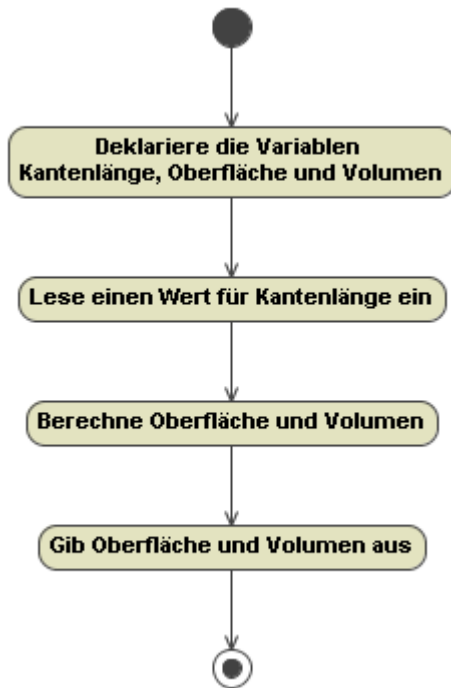 Deklariere die Variablen
Kantenlänge, Oberfläche und Volumen
Lese einen Wert für Kantenlänge ein
Berechne Oberfläche und Volumen
Gib Oberfläche und Volumen aus